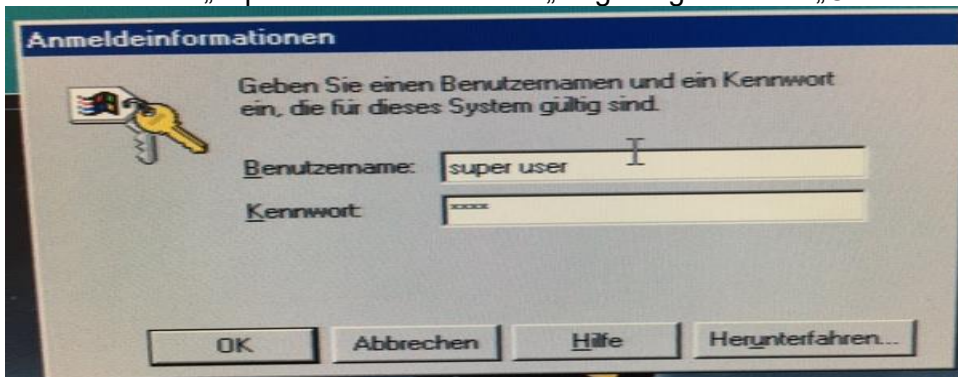 Anmeldeinformationen
Geben Sie einen Benutzernamen und ein Kennwort
ein, die für dieses System gültig sind.
Benutzername: super user
Kennwort: ****
OK Abbrechen Hilfe Herunterfahren...